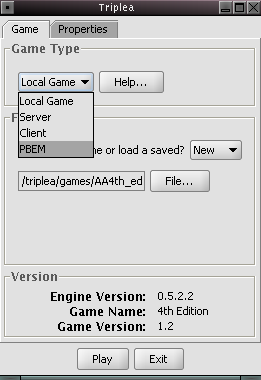 Triplea
Game Properties
Game Type
Local Game Help...
Local Game
Server
Client
PBEM
F
me or load a saved? New
/triplea/games/AA4th_ed File...
Version
Engine Version: 0.5.2.2
Game Name: 4th Edition
Game Version: 1.2
Play Exit